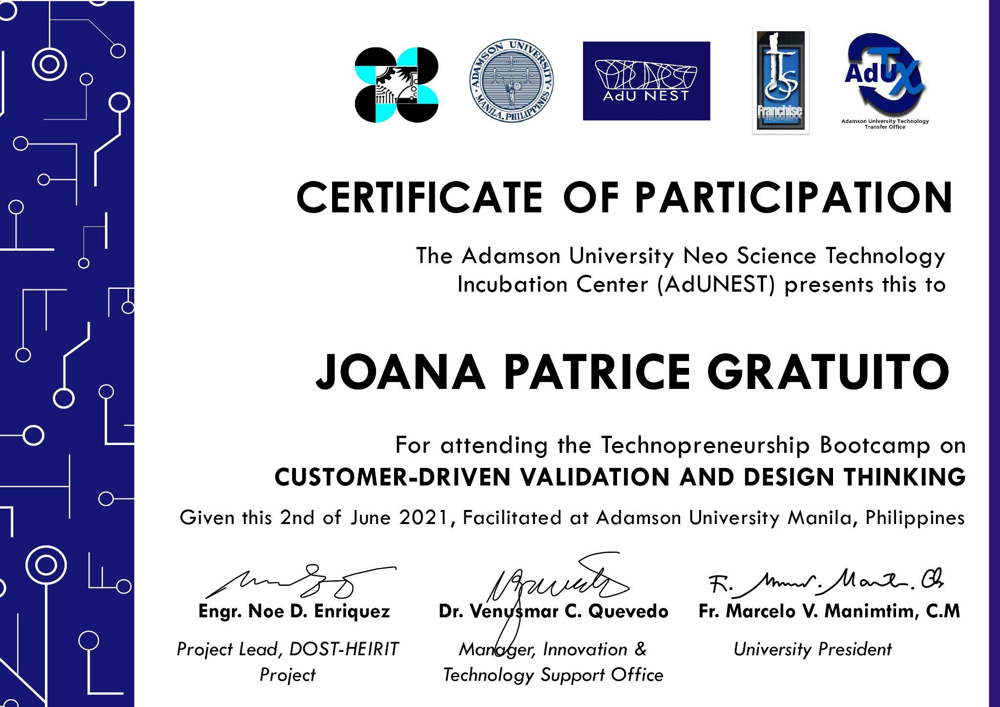 ADAMSON UNIVERSITY
MANILA, PHILIPPINES
AdU NEST
ITSO
Franchise
PHILIPPINES
AdUTX
Adamson University Technology
Transfer Office
CERTIFICATE OF PARTICIPATION
The Adamson University Neo Science Technology
Incubation Center (AdUNEST) presents this to
JOANA PATRICE GRATUITO
For attending the Technopreneurship Bootcamp on
CUSTOMER-DRIVEN VALIDATION AND DESIGN THINKING
Given this 2nd of June 2021, Facilitated at Adamson University Manila, Philippines
Engr. Noe D. Enriquez
Dr. Venusmar C. Quevedo
Fr. Marcelo V. Manimtim, C.M
Project Lead, DOST-HEIRIT
Project
Manager, Innovation &
Technology Support Office
University President